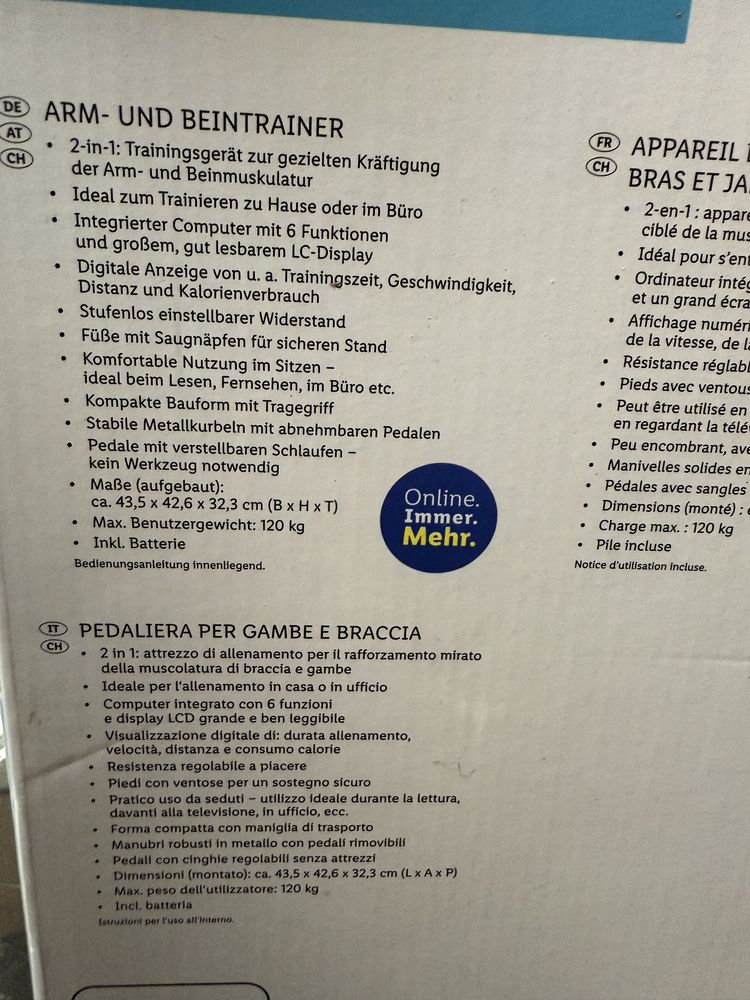 DE
AT
CH
ARM- UND BEINTRAINER
• 2-in-1: Trainingsgerät zur gezielten Kräftigung
der Arm- und Beinmuskulatur
• Ideal zum Trainieren zu Hause oder im Büro
• Integrierter Computer mit 6 Funktionen
und großem, gut lesbarem LC-Display
• Digitale Anzeige von u. a. Trainingszeit, Geschwindigkeit,
Distanz und Kalorienverbrauch
• Stufenlos einstellbarer Widerstand
• Füße mit Saugnäpfen für sicheren Stand
• Komfortable Nutzung im Sitzen –
ideal beim Lesen, Fernsehen, im Büro etc.
• Kompakte Bauform mit Tragegriff
• Stabile Metallkurbeln mit abnehmbaren Pedalen
• Pedale mit verstellbaren Schlaufen –
kein Werkzeug notwendig
• Maße (aufgebaut):
ca. 43,5 x 42,6 x 32,3 cm (B x H x T)
• Max. Benutzergewicht: 120 kg
• Inkl. Batterie
Bedienungsanleitung innenliegend.
Online.
Immer.
Mehr.
FR
CH
APPAREIL
BRAS ET
• 2-en-1 :
ciblé de la
• Idéal pour
• Ordinateur
et un grand
• Affichage
de la vitesse, de
• Résistance
• Pieds avec
• Peut être utilisé en
en regardant la
• Peu encombrant,
• Manivelles solides
• Pédales avec sangles
• Dimensions (monté) :
• Charge max. : 120 kg
• Pile incluse
Notice d'utilisation incluse.
IT
CH
PEDALIERA PER GAMBE E BRACCIA
• 2 in 1: attrezzo di allenamento per il rafforzamento mirato
della muscolatura di braccia e gambe
• Ideale per l'allenamento in casa o in ufficio
• Computer integrato con 6 funzioni
e display LCD grande e ben leggibile
• Visualizzazione digitale di: durata allenamento,
velocità, distanza e consumo calorie
• Resistenza regolabile a piacere
• Piedi con ventose per un sostegno sicuro
• Pratico uso da seduti – utilizzo ideale durante la lettura,
davanti alla televisione, in ufficio, ecc.
• Forma compatta con maniglia di trasporto
• Manubri robusti in metallo con pedali rimovibili
• Pedali con cinghie regolabili senza attrezzi
• Dimensioni (montato): ca. 43,5 x 42,6 x 32,3 cm (L x A x P)
• Max. peso dell'utilizzatore: 120 kg
• Incl. batteria
Istruzioni per l'uso all'interno.